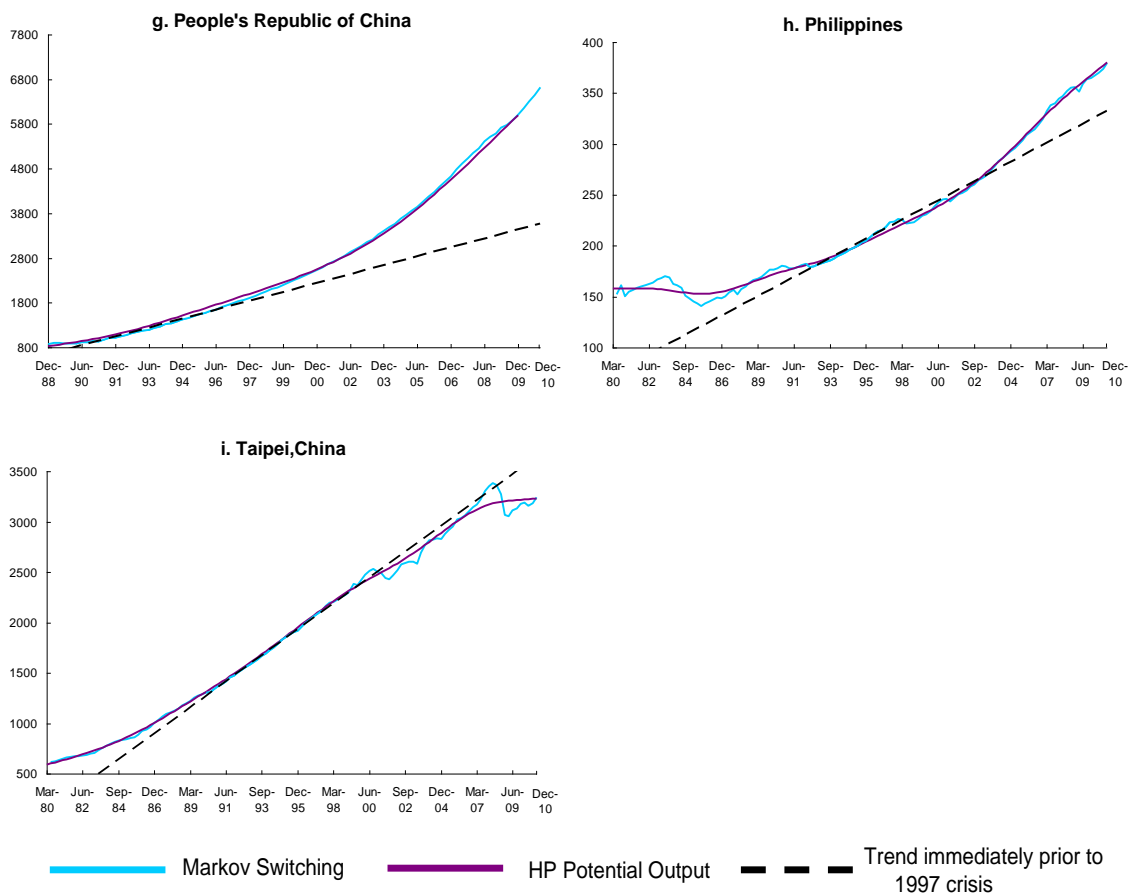 g. People's Republic of China
7800
6800
5800
4800
3800
2800
1800
800
Dec- Jun- Dec- Jun- Dec- Jun- Dec- Jun- Dec- Jun- Dec- Jun- Dec- Jun- Dec- Dec-
88 90 91 93 94 96 97 99 00 02 03 05 06 08 09 10
h. Philippines
400
350
300
250
200
150
100
Mar- Jun- Sep- Dec- Mar- Jun- Sep- Dec- Mar- Jun- Sep- Dec- Mar- Jun- Dec-
80 82 84 86 89 91 93 95 98 00 02 04 07 09 10
i. Taipei,China
3500
3000
2500
2000
1500
1000
500
Mar- Jun- Sep- Dec- Mar- Jun- Sep- Dec- Mar- Jun- Sep- Dec- Mar- Jun- Dec-
80 82 84 86 89 91 93 95 98 00 02 04 07 09 10
Markov Switching
HP Potential Output
Trend immediately prior to
1997 crisis